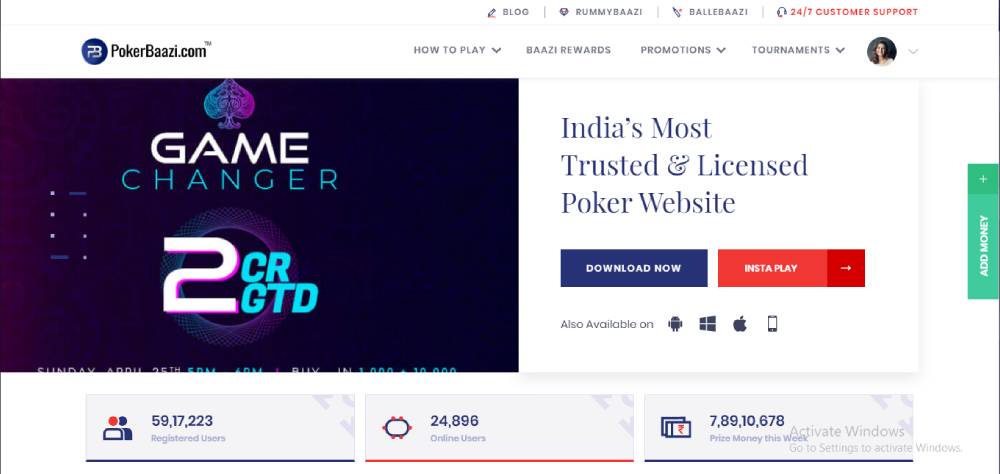 BLOG
RUMMYBAAZI
BALLEBAAZI
24/7 CUSTOMER SUPPORT
PB PokerBaazi.com™
HOW TO PLAY
BAAZI REWARDS
PROMOTIONS
TOURNAMENTS
GAME
CHANGER
2 CR
GTD
SUNDAY, APRIL 25TH 5PM - 6PM | BUY - IN 1,000 + 10,000
India's Most
Trusted & Licensed
Poker Website
DOWNLOAD NOW
INSTA PLAY →
Also Available on
+
ADD MONEY
59,17,223
Registered Users
24,896
Online Users
7,89,10,678
Prize Money this Week
Activate Windows
Go to Settings to activate Windows.